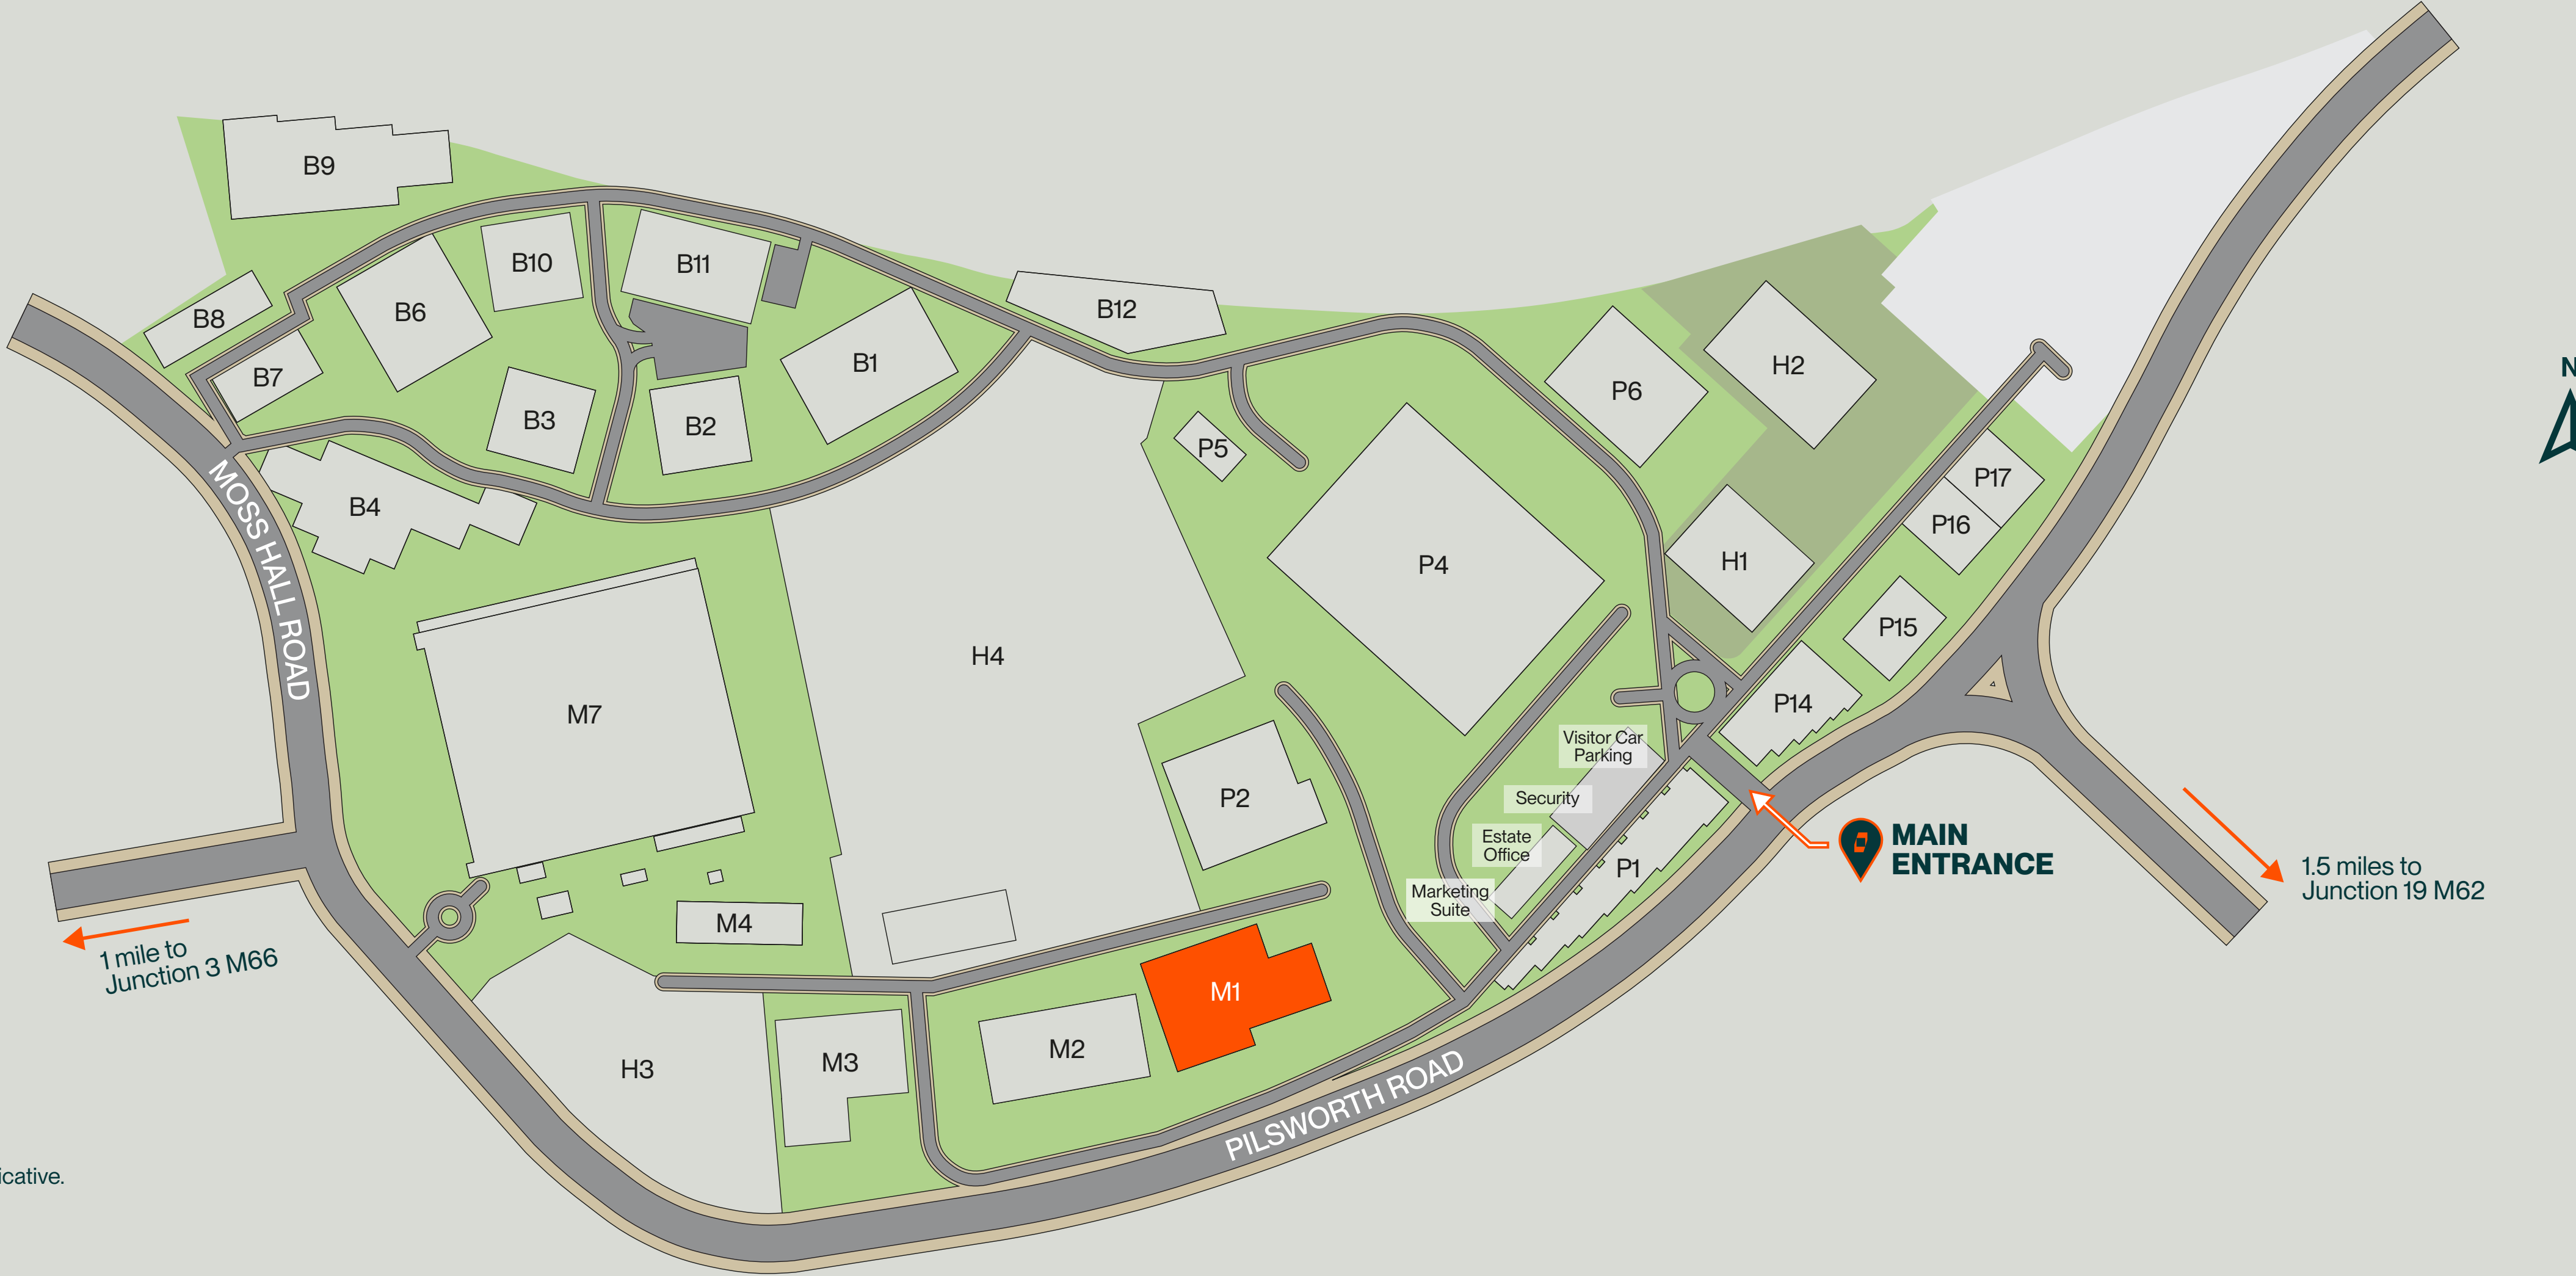 B9
B10
B11
B8
B6
B12
B7
B1
B3
B2
B4
P5
P6
H2
N
P17
P16
H1
P4
P15
MOSS HALL ROAD
H4
M7
P14
Visitor Car
Parking
Security
Estate
Office
Marketing
Suite
P2
P1
MAIN
ENTRANCE
1.5 miles to
Junction 19 M62
M4
1 mile to
Junction 3 M66
M1
M2
M3
H3
PILSWORTH ROAD
icative.